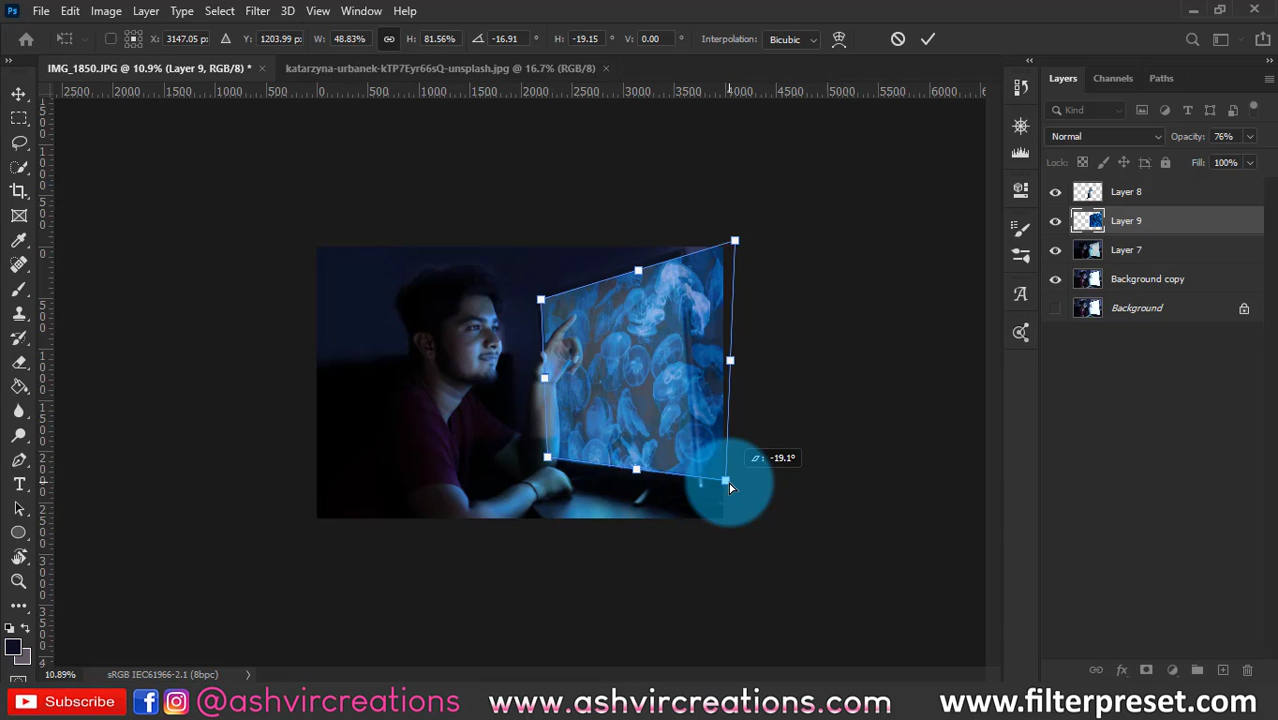 Ps File Edit Image Layer Type Select Filter 3D View Window Help
X: 3147.05 px Y: 1203.99 px W: 48.83% H: 81.56% -16.91 ° H: -19.15 ° V: 0.00 ° Interpolation: Bicubic
IMG_1850.JPG @ 10.9% (Layer 9, RGB/8) * × katarzyna-urbanek-kTP7Eyr66sQ-unsplash.jpg @ 16.7% (RGB/8) ×
2500 2000 1500 1000 500 0 500 1000 1500 2000 2500 3000 3500 4000 4500 5000 5500 6000
Layers Channels Paths
Kind
Normal Opacity: 76%
Lock: Fill: 100%
Layer 8
Layer 9
Layer 7
Background copy
Background
-19.1°
10.89% sRGB IEC61966-2.1 (8bpc)
Subscribe @ashvircreations www.ashvircreations.com www.filterpreset.com